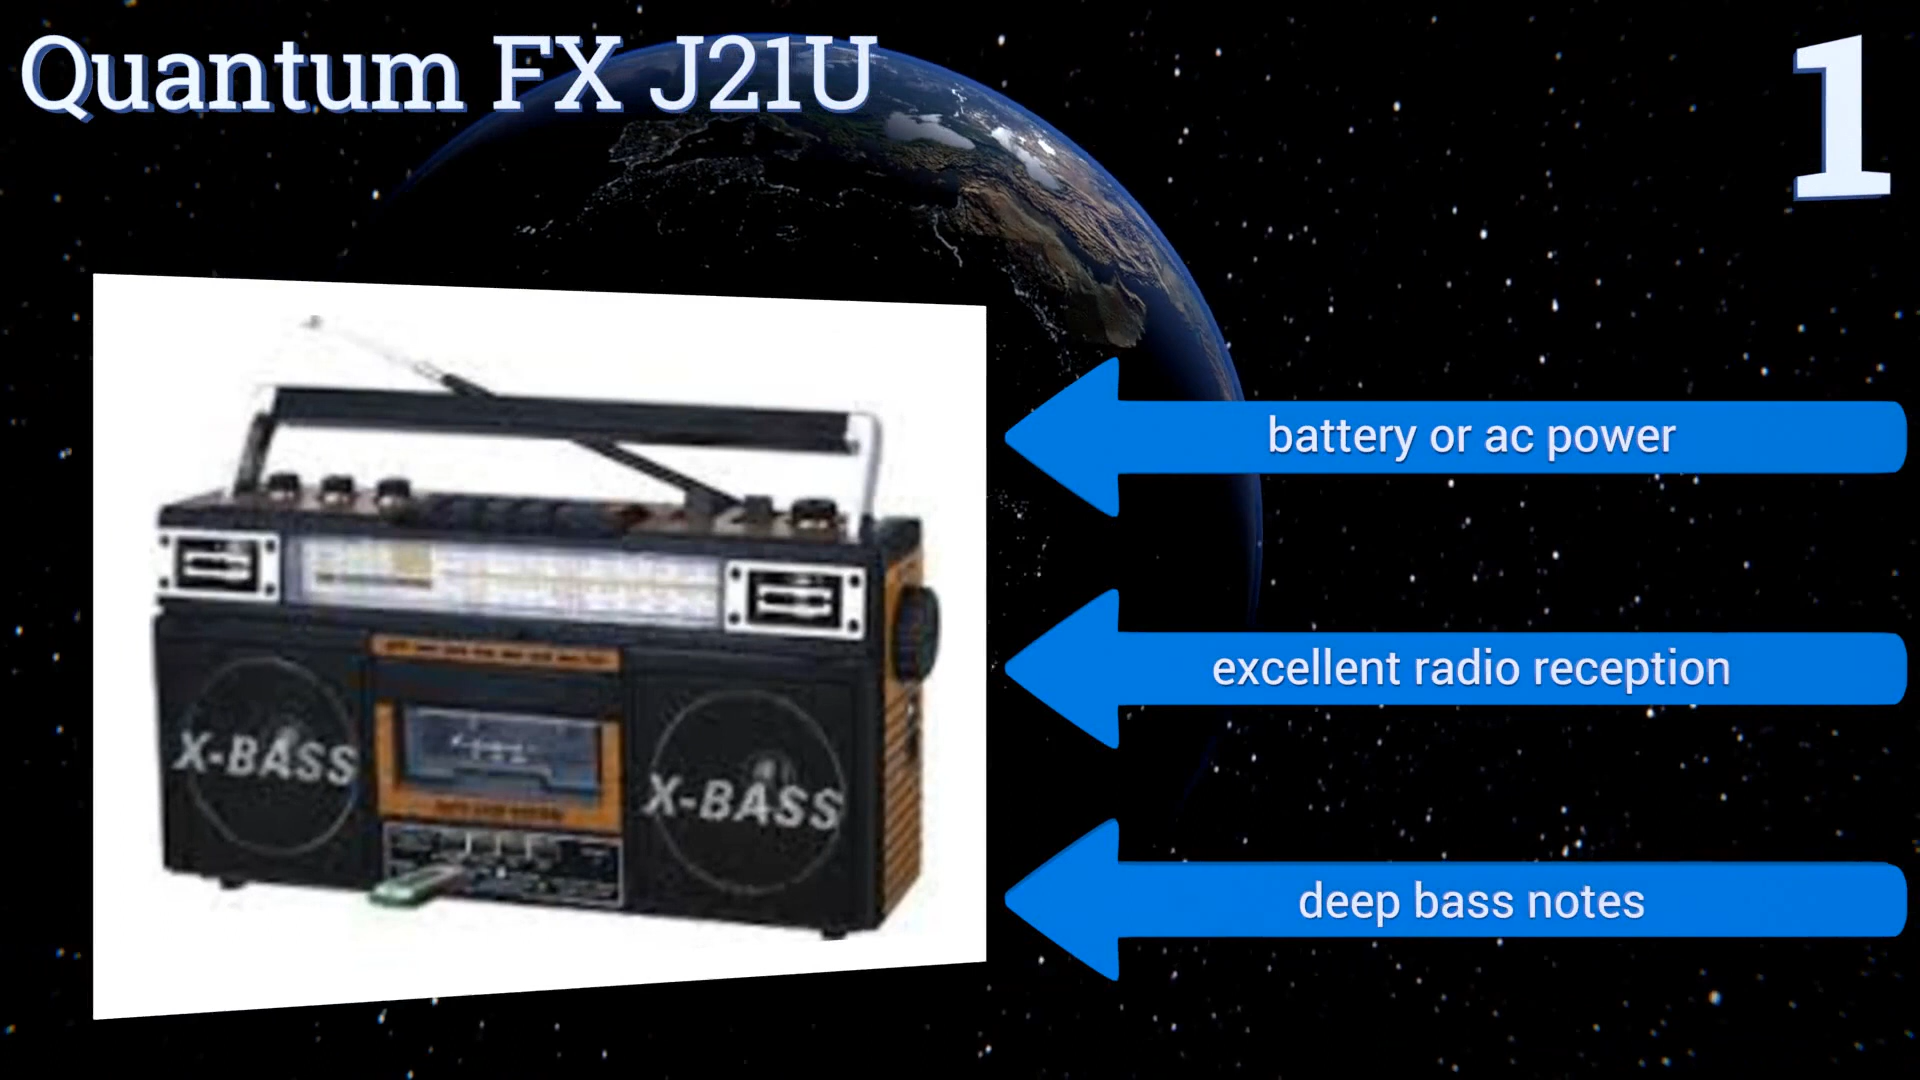 Quantum FX J21U
1
battery or ac power
excellent radio reception
X-BASS
X-BASS
deep bass notes